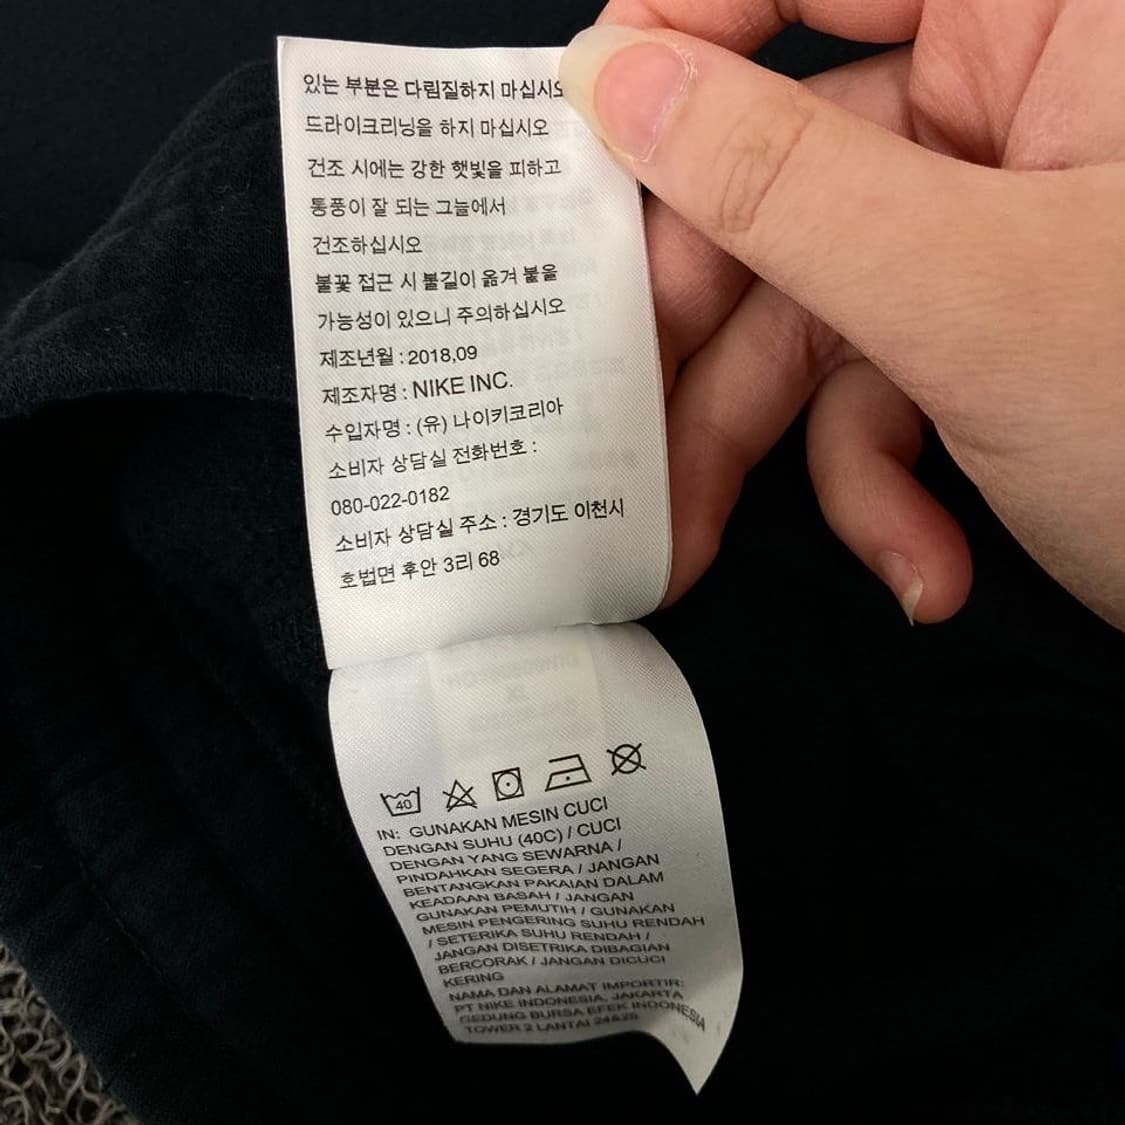 있는 부분은 다림질하지 마십시오
드라이크리닝을 하지 마십시오
건조 시에는 강한 햇빛을 피하고
통풍이 잘 되는 그늘에서
건조하십시오
불꽃 접근 시 불길이 옮겨 붙을
가능성이 있으니 주의하십시오
제조년월 : 2018,09
제조자명 : NIKE INC.
수입자명 : (유) 나이키코리아
소비자 상담실 전화번호 :
080-022-0182
소비자 상담실 주소 : 경기도 이천시
호법면 후안 3리 68
40
IN: GUNAKAN MESIN CUCI
DENGAN SUHU (40C) / CUCI
DENGAN YANG SEWARNA /
PINDAHKAN SEGERA / JANGAN
BENTANGKAN PAKAIAN DALAM
KEADAAN BASAH / JANGAN
GUNAKAN PEMUTIH / GUNAKAN
MESIN PENGERING SUHU RENDAH
/ SETERIKA SUHU RENDAH /
JANGAN DISETRIKA DIBAGIAN
BERCORAK / JANGAN DICUCI
KERING
NAMA DAN ALAMAT IMPORTIR:
PT NIKE INDONESIA, JAKARTA
GEDUNG BURSA EFEK INDONESIA
TOWER 2 LANTAI